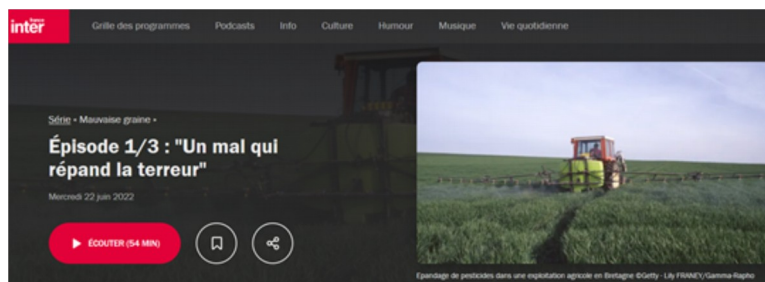 france
inter
Grille des programmes Podcasts Info Culture Humour Musique Vie quotidienne
Série • Mauvaise graine •
Épisode 1/3 : "Un mal qui
répand la terreur"
Mercredi 22 juin 2022
ÉCOUTER (54 MIN)
Epandage de pesticides dans une exploitation agricole en Bretagne ©Getty - Lily FRANEY/Gamma-Rapho